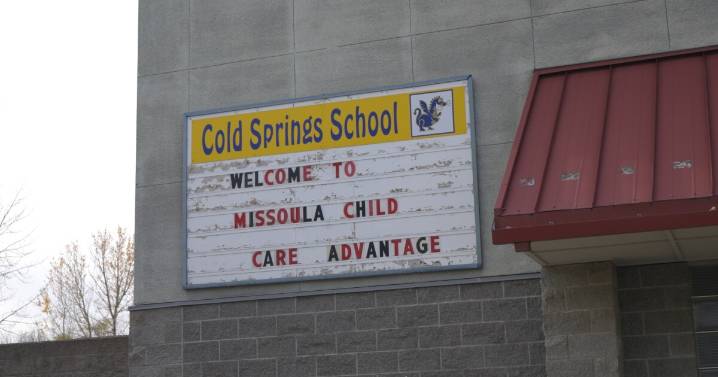 Cold Springs School
WELCOME TO
MISSOULA CHILD
CARE ADVANTAGE